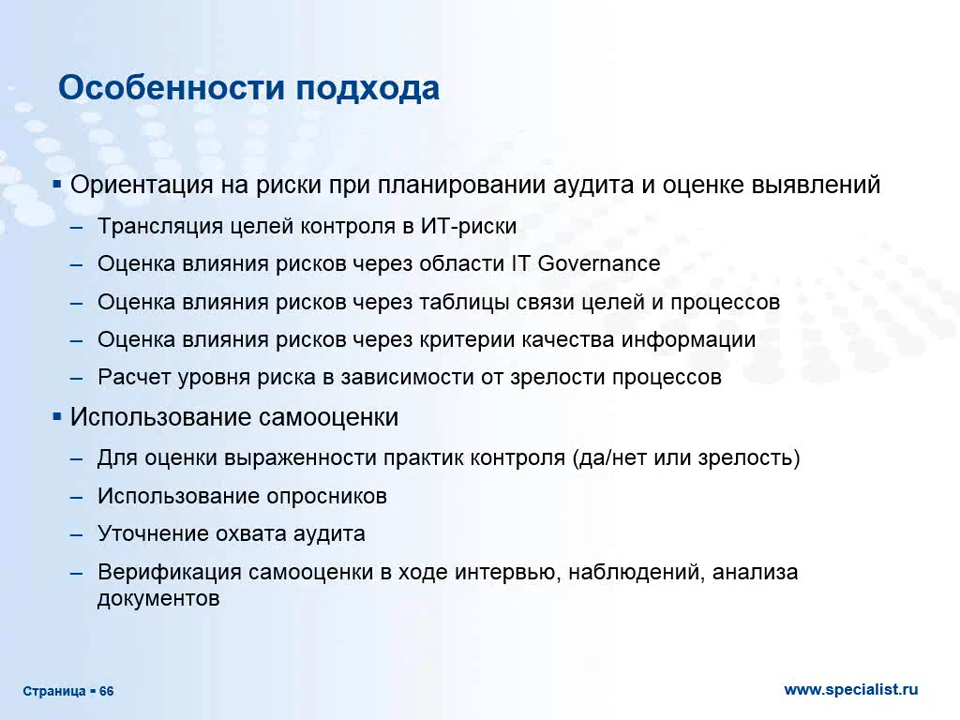 Особенности подхода
▪ Ориентация на риски при планировании аудита и оценке выявлений
– Трансляция целей контроля в ИТ-риски
– Оценка влияния рисков через области IT Governance
– Оценка влияния рисков через таблицы связи целей и процессов
– Оценка влияния рисков через критерии качества информации
– Расчет уровня риска в зависимости от зрелости процессов
▪ Использование самооценки
– Для оценки выраженности практик контроля (да/нет или зрелость)
– Использование опросников
– Уточнение охвата аудита
– Верификация самооценки в ходе интервью, наблюдений, анализа
документов
Страница ▪ 66
www.specialist.ru